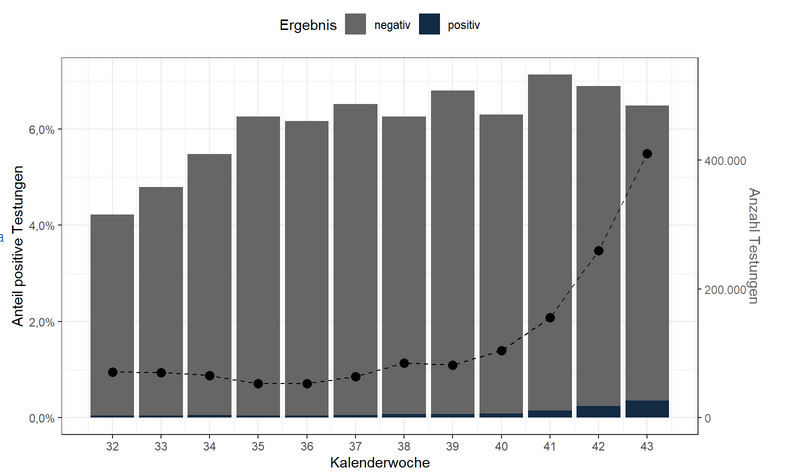 Ergebnis negativ positiv
Anteil positive Testungen
6,0%
4,0%
2,0%
0,0%
400.000
200.000
0
Anzahl Testungen
32 33 34 35 36 37 38 39 40 41 42 43
Kalenderwoche